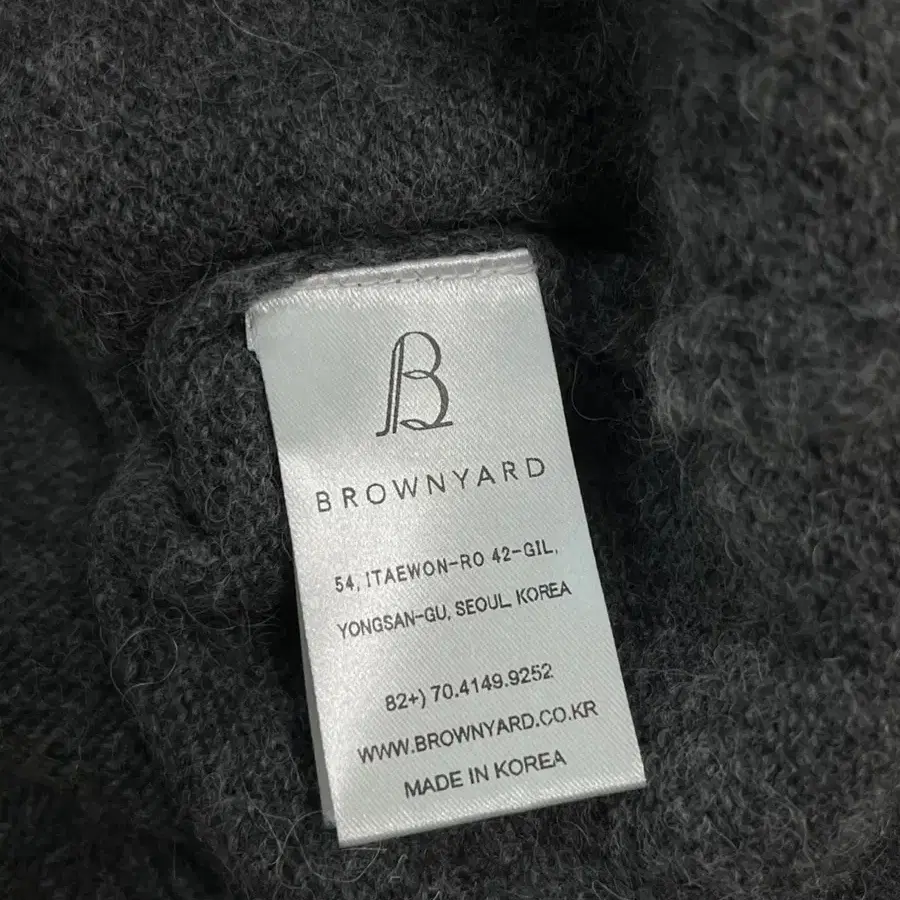 B
BROWNYARD
54, ITAEWON-RO 42-GIL,
YONGSAN-GU, SEOUL, KOREA
82+) 70.4149.9252
WWW.BROWNYARD.CO.KR
MADE IN KOREA